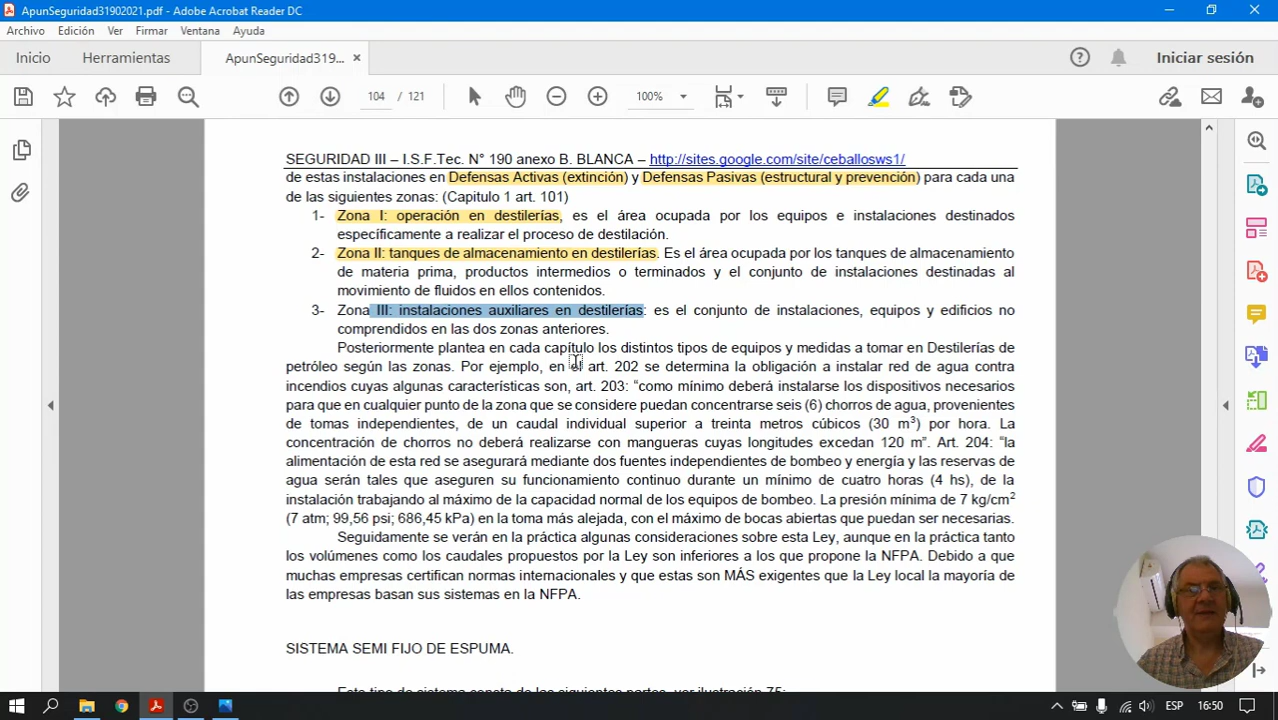 ApunSeguridad31902021.pdf - Adobe Acrobat Reader DC
Archivo Edición Ver Firmar Ventana Ayuda
Inicio Herramientas ApunSeguridad319... × Iniciar sesión
104 / 121 100%
SEGURIDAD III – I.S.F.Tec. N° 190 anexo B. BLANCA – http://sites.google.com/site/ceballosws1/
de estas instalaciones en Defensas Activas (extinción) y Defensas Pasivas (estructural y prevención) para cada una
de las siguientes zonas: (Capitulo 1 art. 101)
1- Zona I: operación en destilerías, es el área ocupada por los equipos e instalaciones destinados
específicamente a realizar el proceso de destilación.
2- Zona II: tanques de almacenamiento en destilerías. Es el área ocupada por los tanques de almacenamiento
de materia prima, productos intermedios o terminados y el conjunto de instalaciones destinadas al
movimiento de fluidos en ellos contenidos.
3- Zona III: instalaciones auxiliares en destilerías: es el conjunto de instalaciones, equipos y edificios no
comprendidos en las dos zonas anteriores.
Posteriormente plantea en cada capítulo los distintos tipos de equipos y medidas a tomar en Destilerías de
petróleo según las zonas. Por ejemplo, en el art. 202 se determina la obligación a instalar red de agua contra
incendios cuyas algunas características son, art. 203: “como mínimo deberá instalarse los dispositivos necesarios
para que en cualquier punto de la zona que se considere puedan concentrarse seis (6) chorros de agua, provenientes
de tomas independientes, de un caudal individual superior a treinta metros cúbicos (30 m³) por hora. La
concentración de chorros no deberá realizarse con mangueras cuyas longitudes excedan 120 m”. Art. 204: “la
alimentación de esta red se asegurará mediante dos fuentes independientes de bombeo y energía y las reservas de
agua serán tales que aseguren su funcionamiento continuo durante un mínimo de cuatro horas (4 hs), de la
instalación trabajando al máximo de la capacidad normal de los equipos de bombeo. La presión mínima de 7 kg/cm²
(7 atm; 99,56 psi; 686,45 kPa) en la toma más alejada, con el máximo de bocas abiertas que puedan ser necesarias.
Seguidamente se verán en la práctica algunas consideraciones sobre esta Ley, aunque en la práctica tanto
los volúmenes como los caudales propuestos por la Ley son inferiores a los que propone la NFPA. Debido a que
muchas empresas certifican normas internacionales y que estas son MÁS exigentes que la Ley local la mayoría de
las empresas basan sus sistemas en la NFPA.
SISTEMA SEMI FIJO DE ESPUMA.
Este tipo de sistema consta de las siguientes partes, ver ilustración 75:
ESP 16:50